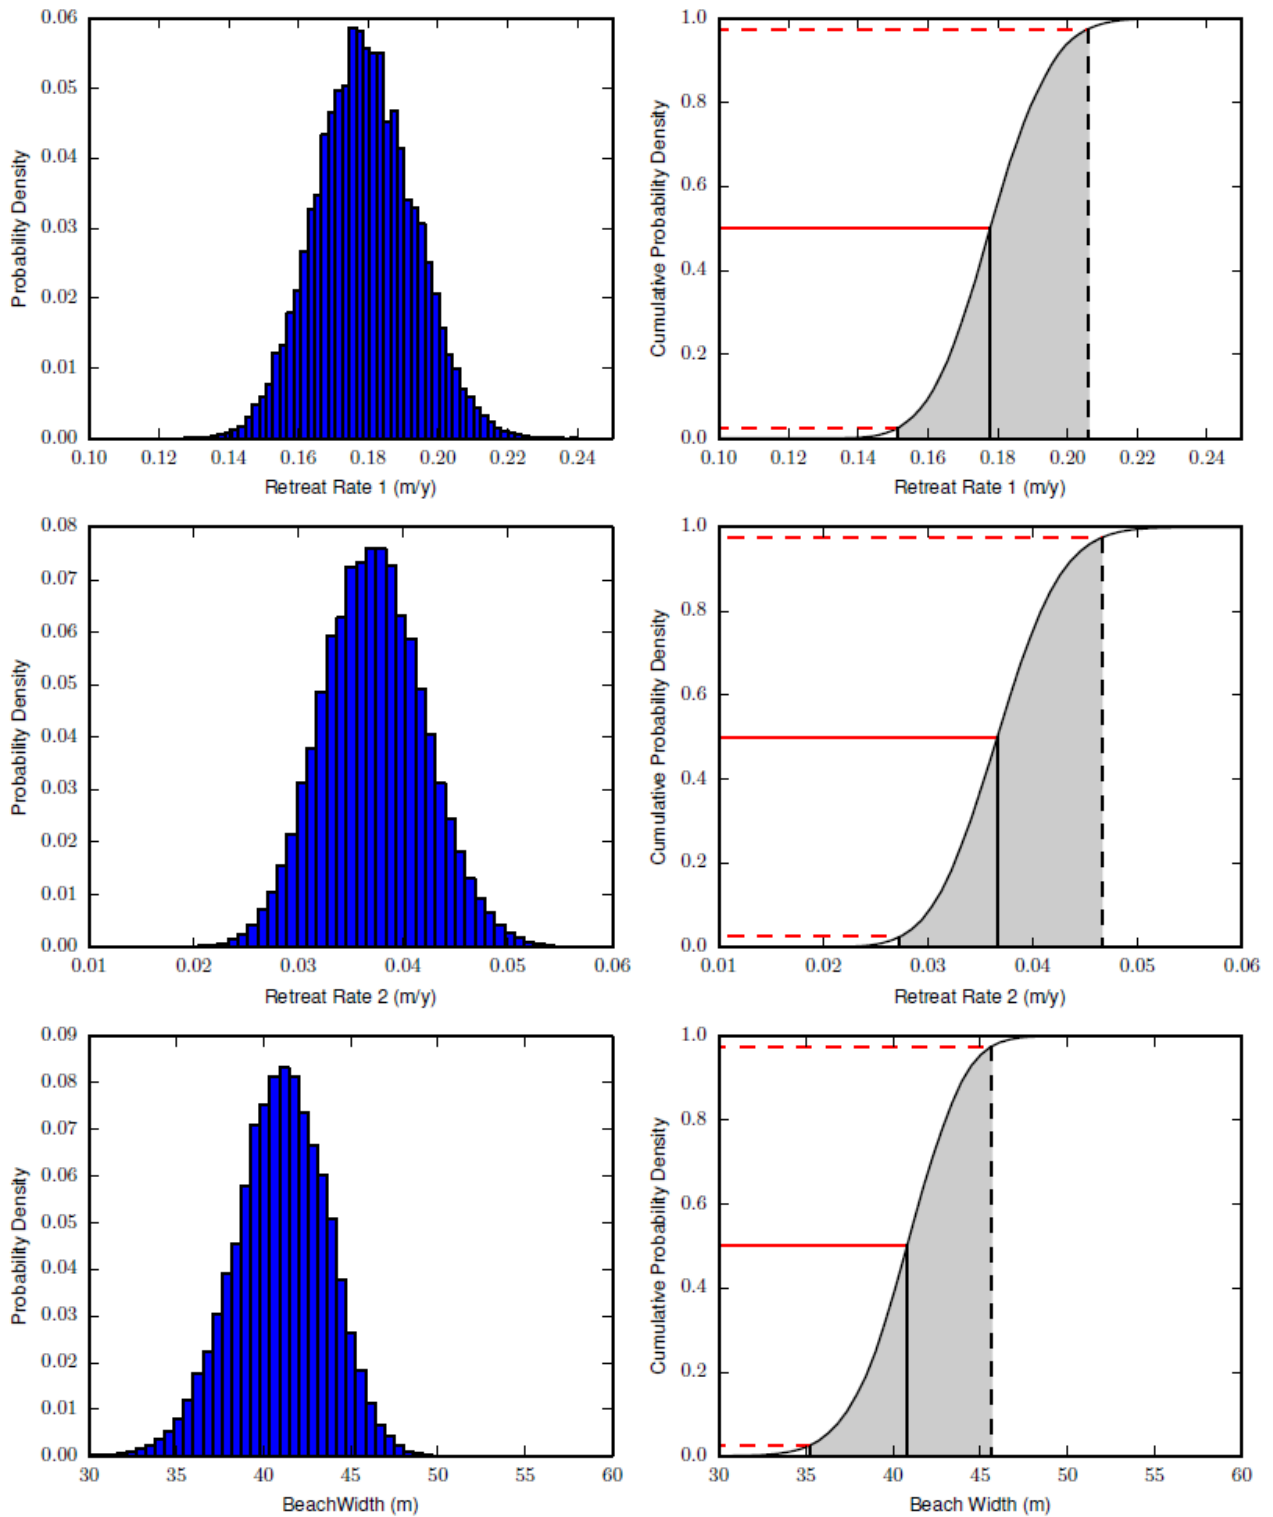 0.06
0.05
0.04
0.03
0.02
0.01
0.00
Probability Density
0.10 0.12 0.14 0.16 0.18 0.20 0.22 0.24
Retreat Rate 1 (m/y)
1.0
0.8
0.6
0.4
0.2
0.0
Cumulative Probability Density
0.10 0.12 0.14 0.16 0.18 0.20 0.22 0.24
Retreat Rate 1 (m/y)
0.08
0.07
0.06
0.05
0.04
0.03
0.02
0.01
0.00
Probability Density
0.01 0.02 0.03 0.04 0.05 0.06
Retreat Rate 2 (m/y)
1.0
0.8
0.6
0.4
0.2
0.0
Cumulative Probability Density
0.01 0.02 0.03 0.04 0.05 0.06
Retreat Rate 2 (m/y)
0.09
0.08
0.07
0.06
0.05
0.04
0.03
0.02
0.01
0.00
Probability Density
30 35 40 45 50 55 60
BeachWidth (m)
1.0
0.8
0.6
0.4
0.2
0.0
Cumulative Probability Density
30 35 40 45 50 55 60
Beach Width (m)